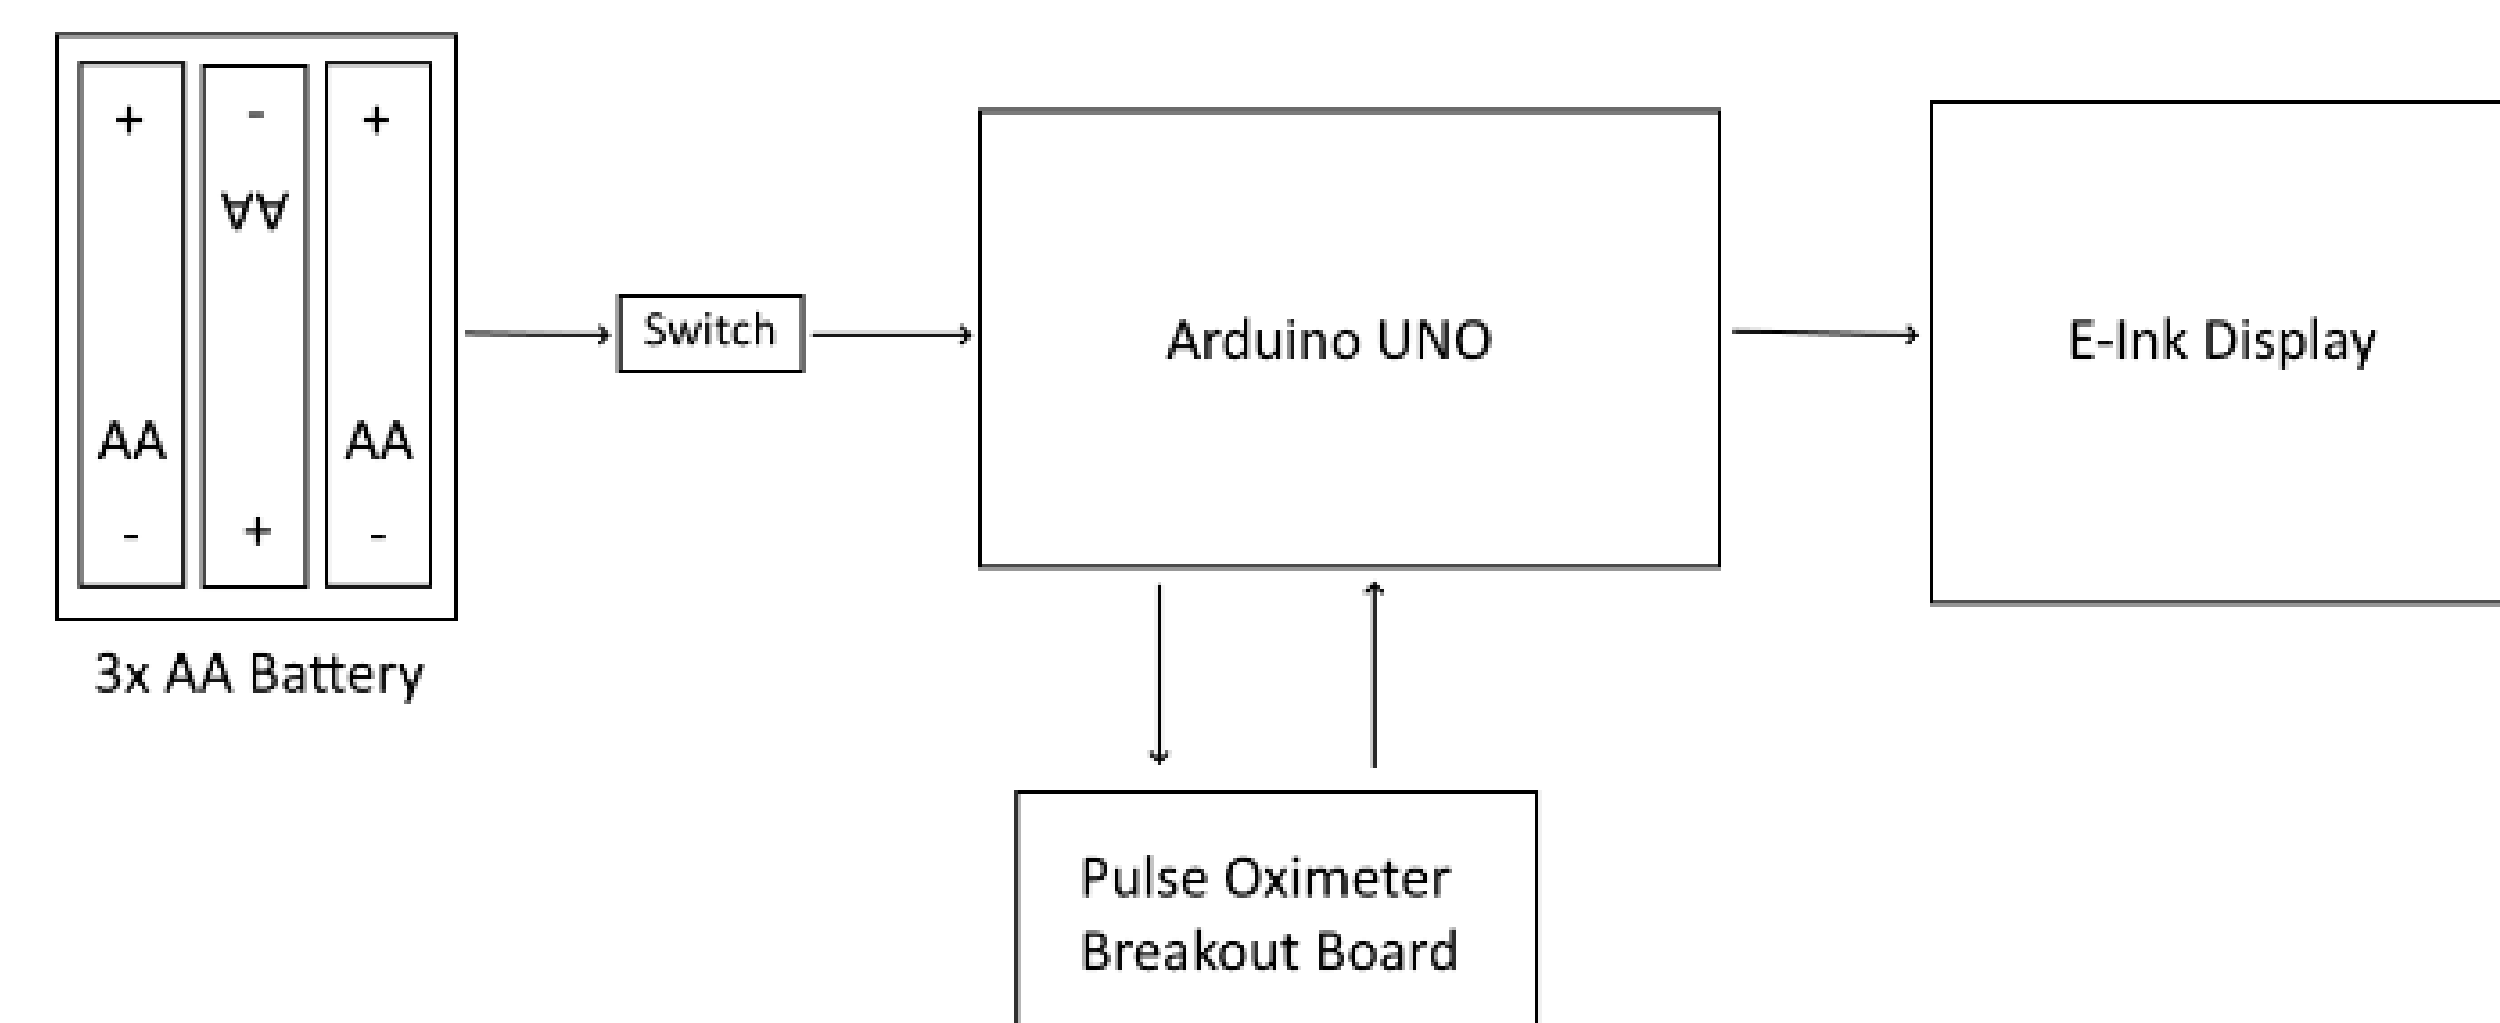 + - +
AA
AA AA
- + -
3x AA Battery
Switch
Arduino UNO
E-Ink Display
Pulse Oximeter
Breakout Board